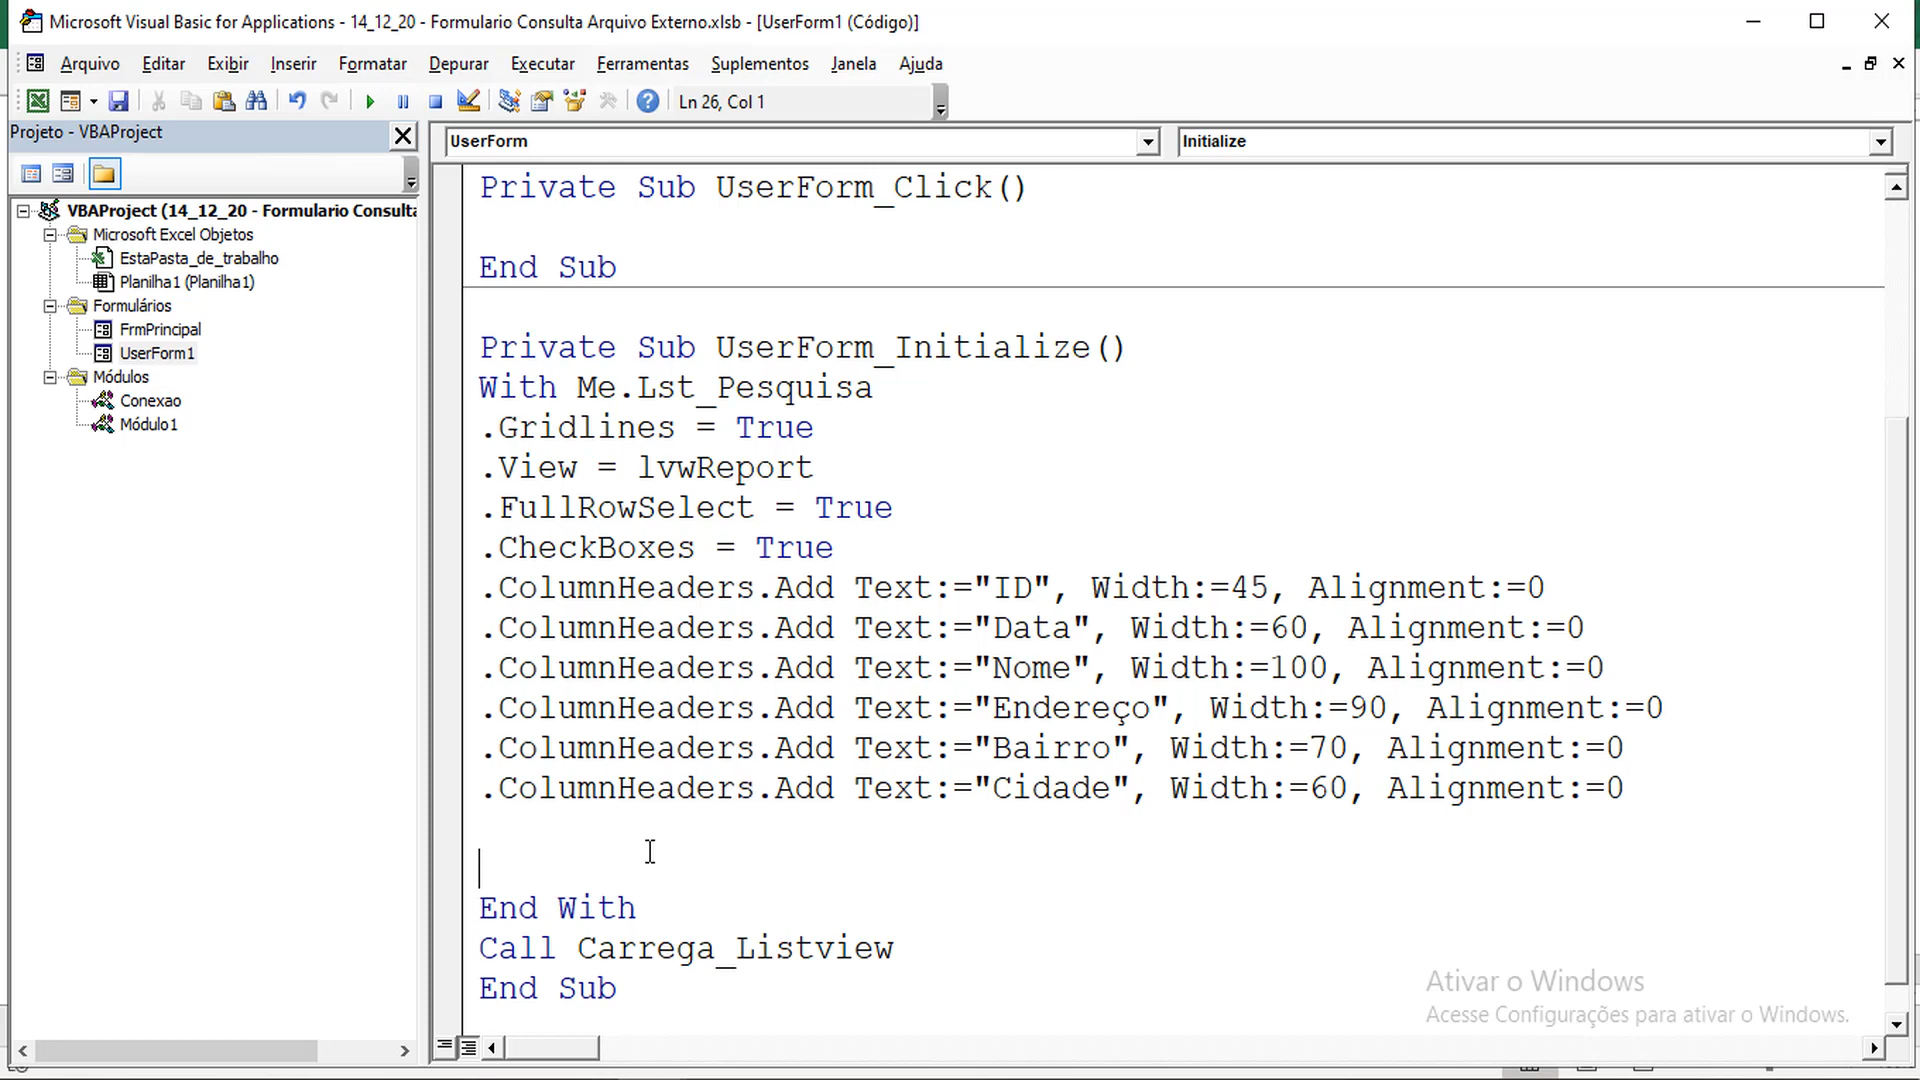 Microsoft Visual Basic for Applications - 14_12_20 - Formulario Consulta Arquivo Externo.xlsb - [UserForm1 (Código)]
Arquivo Editar Exibir Inserir Formatar Depurar Executar Ferramentas Suplementos Janela Ajuda
Ln 26, Col 1
Projeto - VBAProject
VBAProject (14_12_20 - Formulario Consulta
Microsoft Excel Objetos
EstaPasta_de_trabalho
Planilha1 (Planilha1)
Formulários
FrmPrincipal
UserForm1
Módulos
Conexao
Módulo1
UserForm
Initialize
Private Sub UserForm_Click()
End Sub
Private Sub UserForm_Initialize()
With Me.Lst_Pesquisa
.Gridlines = True
.View = lvwReport
.FullRowSelect = True
.CheckBoxes = True
.ColumnHeaders.Add Text:="ID", Width:=45, Alignment:=0
.ColumnHeaders.Add Text:="Data", Width:=60, Alignment:=0
.ColumnHeaders.Add Text:="Nome", Width:=100, Alignment:=0
.ColumnHeaders.Add Text:="Endereço", Width:=90, Alignment:=0
.ColumnHeaders.Add Text:="Bairro", Width:=70, Alignment:=0
.ColumnHeaders.Add Text:="Cidade", Width:=60, Alignment:=0
End With
Call Carrega_Listview
End Sub
Ativar o Windows
Acesse Configurações para ativar o Windows.